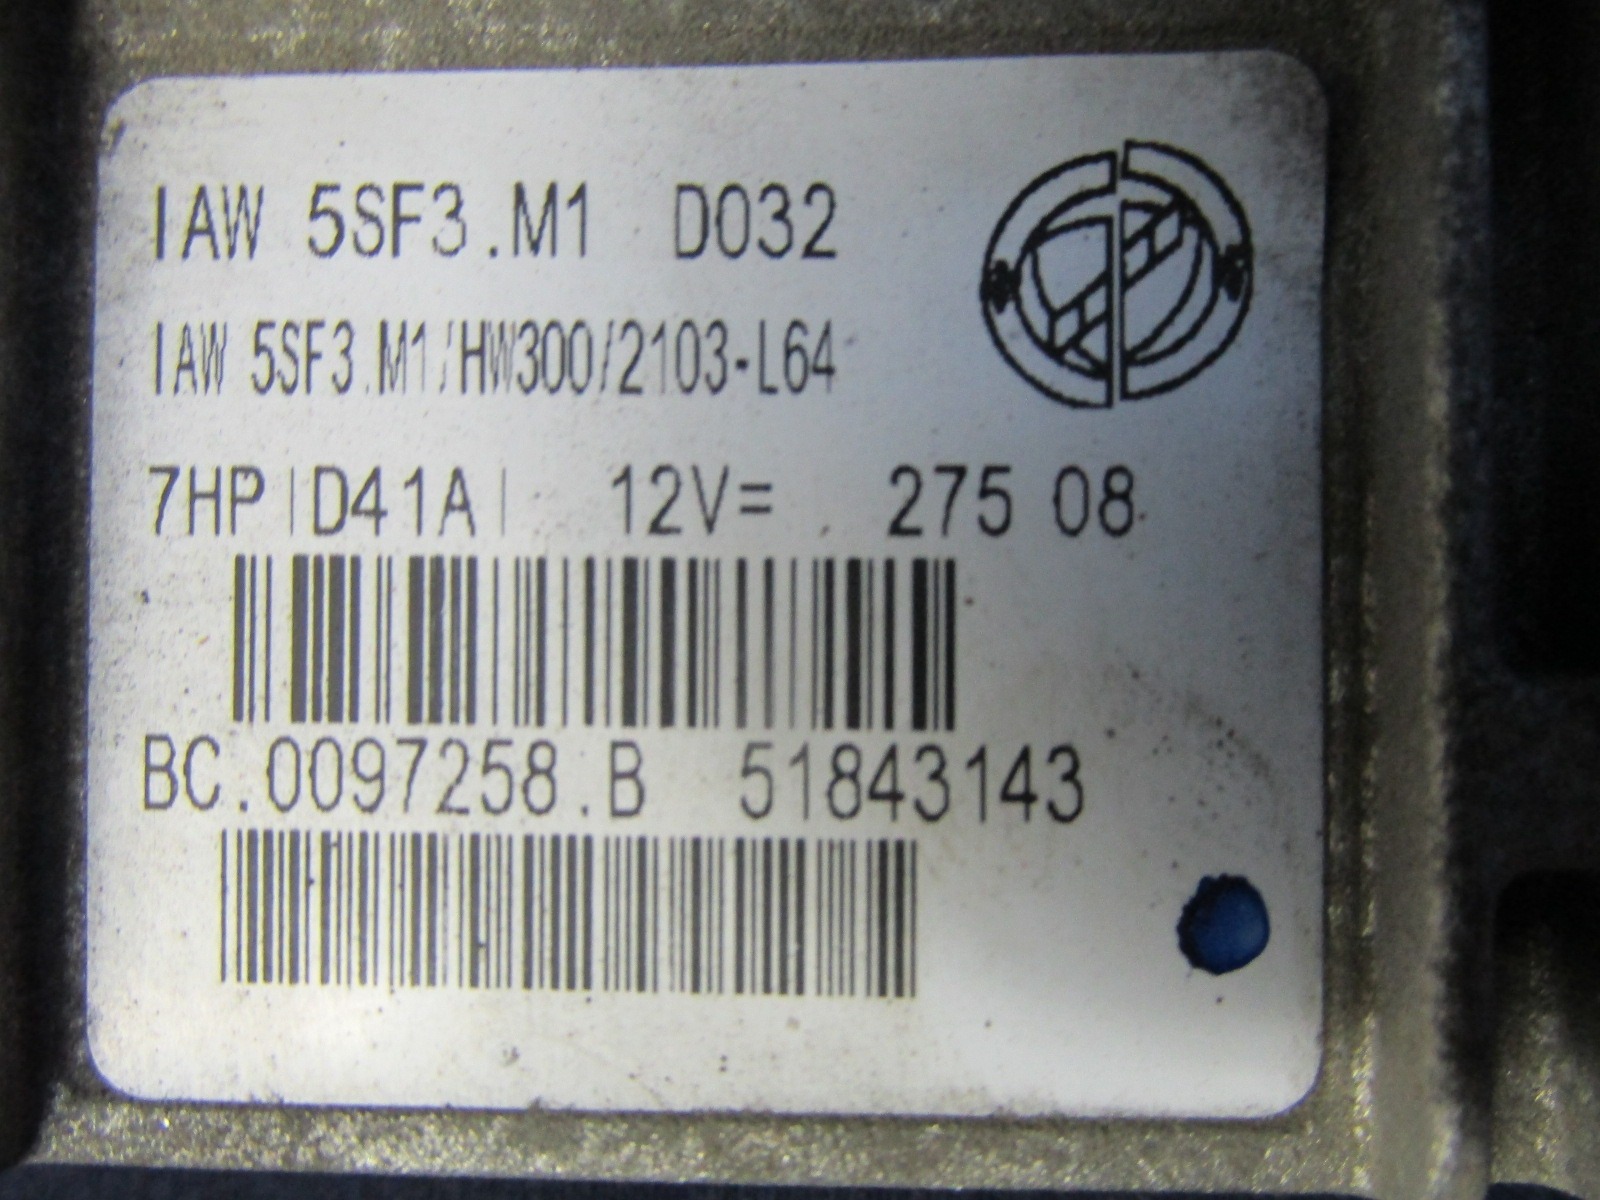 IAW 5SF3.M1 D032
IAW 5SF3.M1/HW300/2103-L64
7HP|D41A| 12V= 275 08
BC.0097258.B 51843143